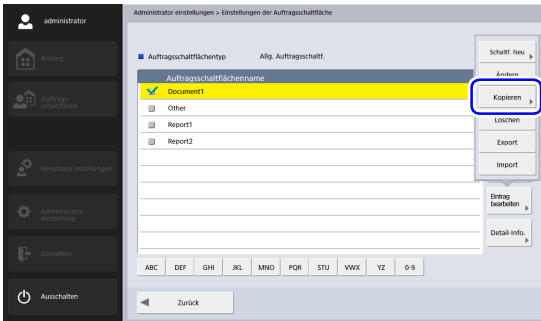 administrator
Anfang
Auftrags-
schaltfläche
Benutzers instellungen
Administrator -
einstellung
Abmelden
Ausschalten
Administrator einstellungen > Einstellungen der Auftragsschaltfläche
Auftragsschaltflächentyp Allg. Auftragsschaltf.
Auftragsschaltflächenname
Document1
Other
Report1
Report2
Schaltf. Neu
Ändern
Kopieren
Löschen
Export
Import
Eintrag
bearbeiten
Detail-Info.
ABC DEF GHI JKL MNO PQR STU VWX YZ 0-9
Zurück